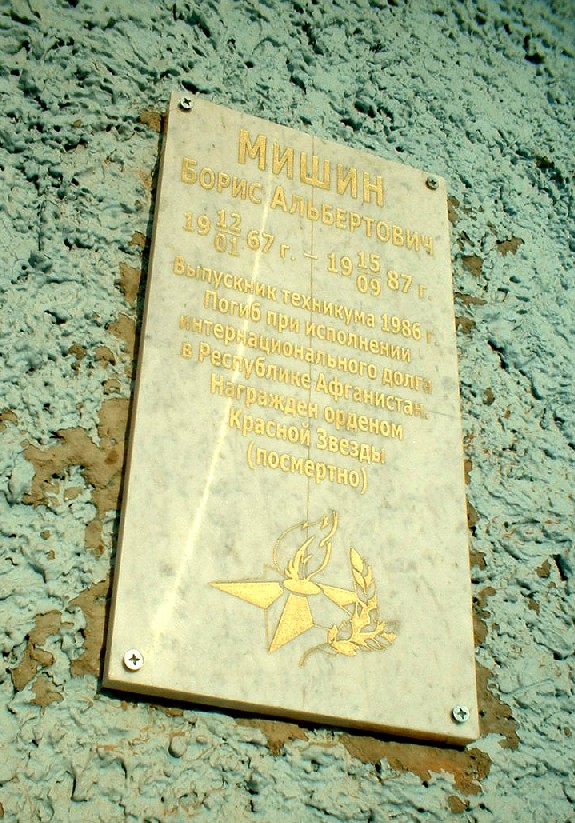 МИШИН
БОРИС АЛЬБЕРТОВИЧ
19 12/01 67 г. – 19 15/09 87 г.
Выпускник техникума 1986 г.
Погиб при исполнении
интернационального долга
в Республике Афганистан.
Награжден орденом
Красной Звезды
(посмертно)